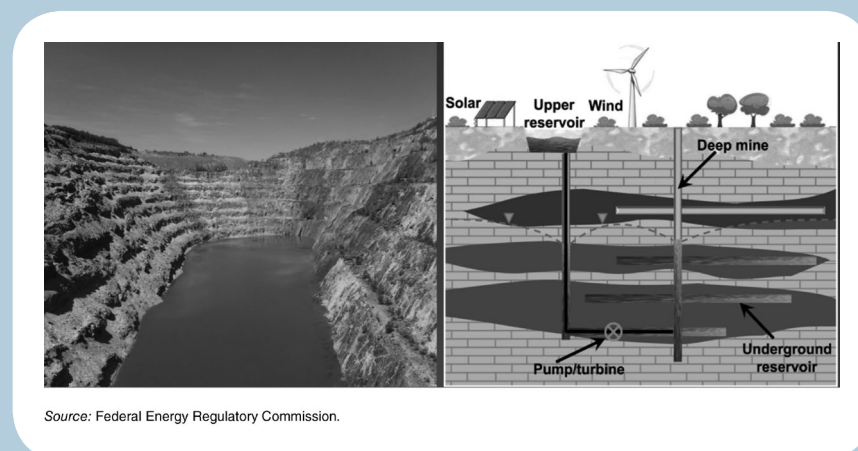 Solar
Upper
reservoir
Wind
Deep mine
Underground
reservoir
Pump/turbine
Source: Federal Energy Regulatory Commission.